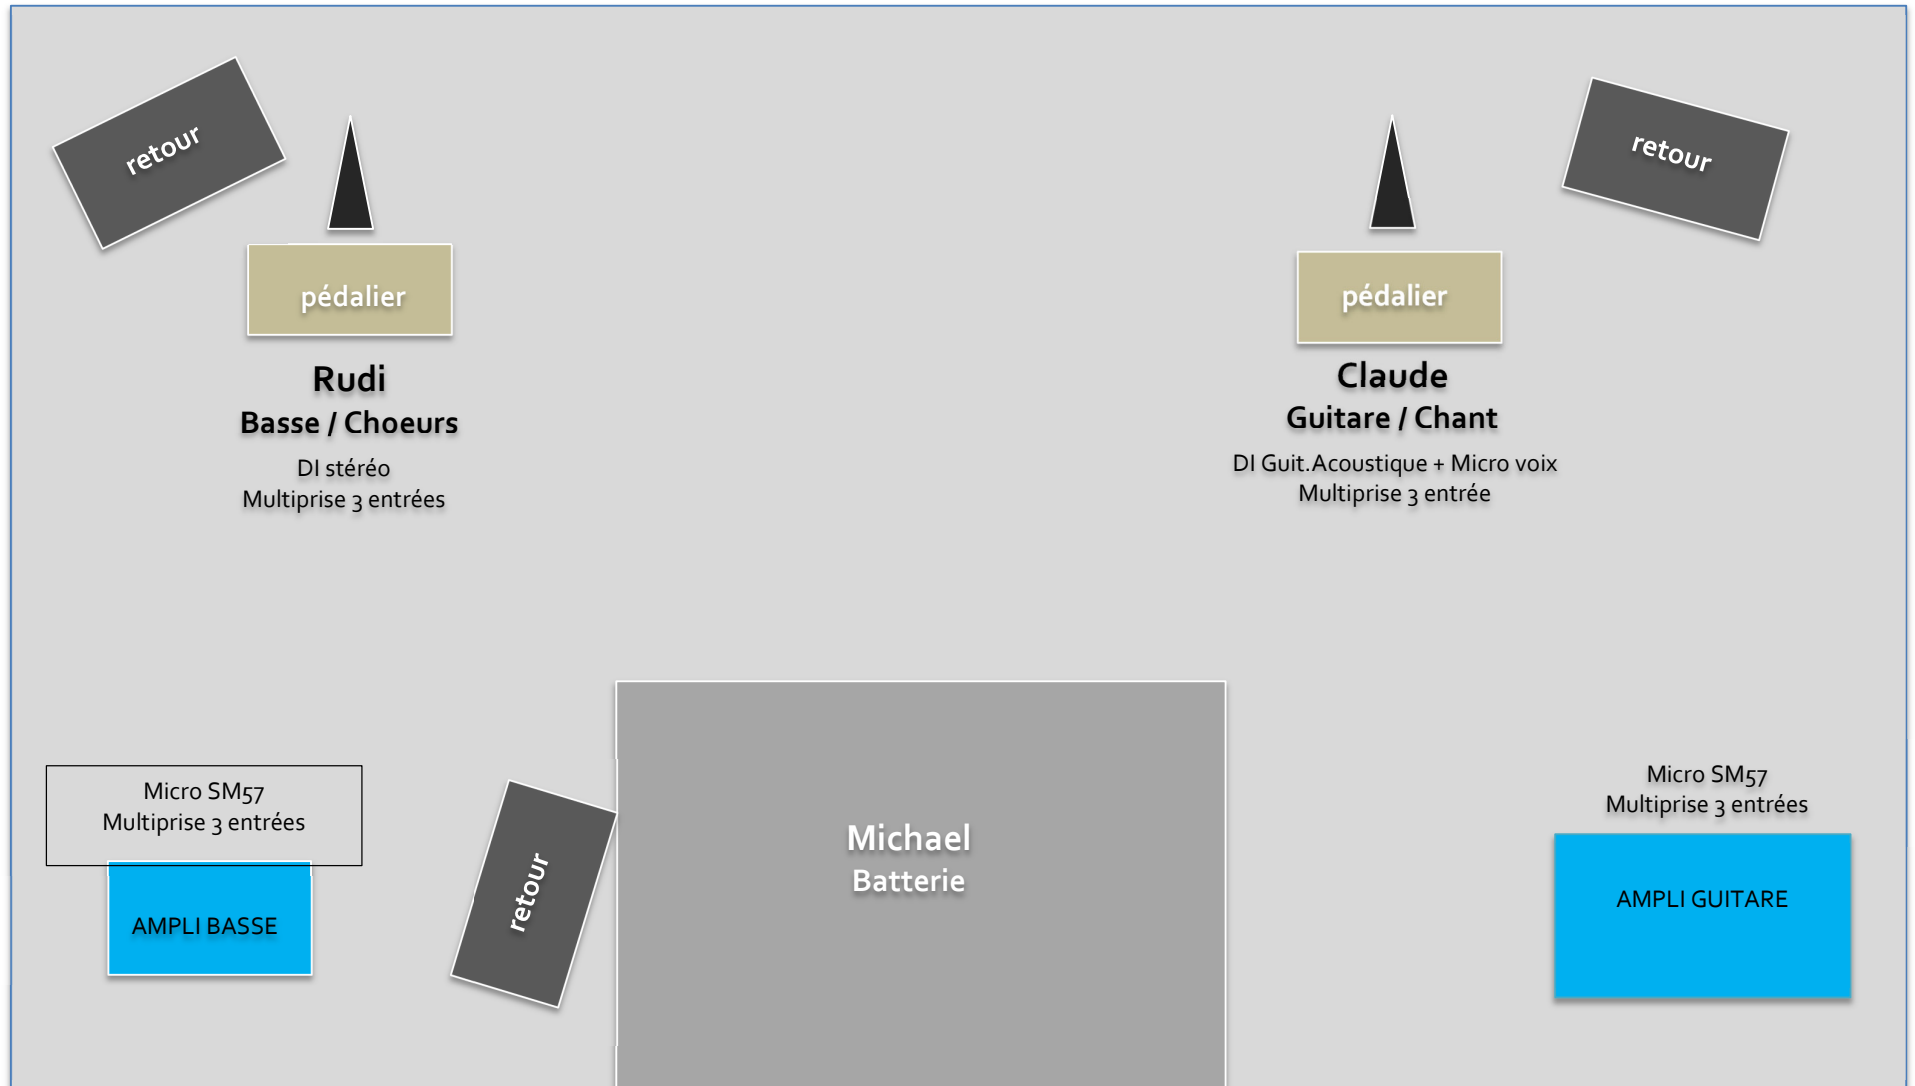 retour
retour
pédalier
pédalier
Rudi
Basse / Choeurs
DI stéréo
Multiprise 3 entrées
Claude
Guitare / Chant
DI Guit.Acoustique + Micro voix
Multiprise 3 entrée
Micro SM57
Multiprise 3 entrées
AMPLI BASSE
retour
Michael
Batterie
Micro SM57
Multiprise 3 entrées
AMPLI GUITARE